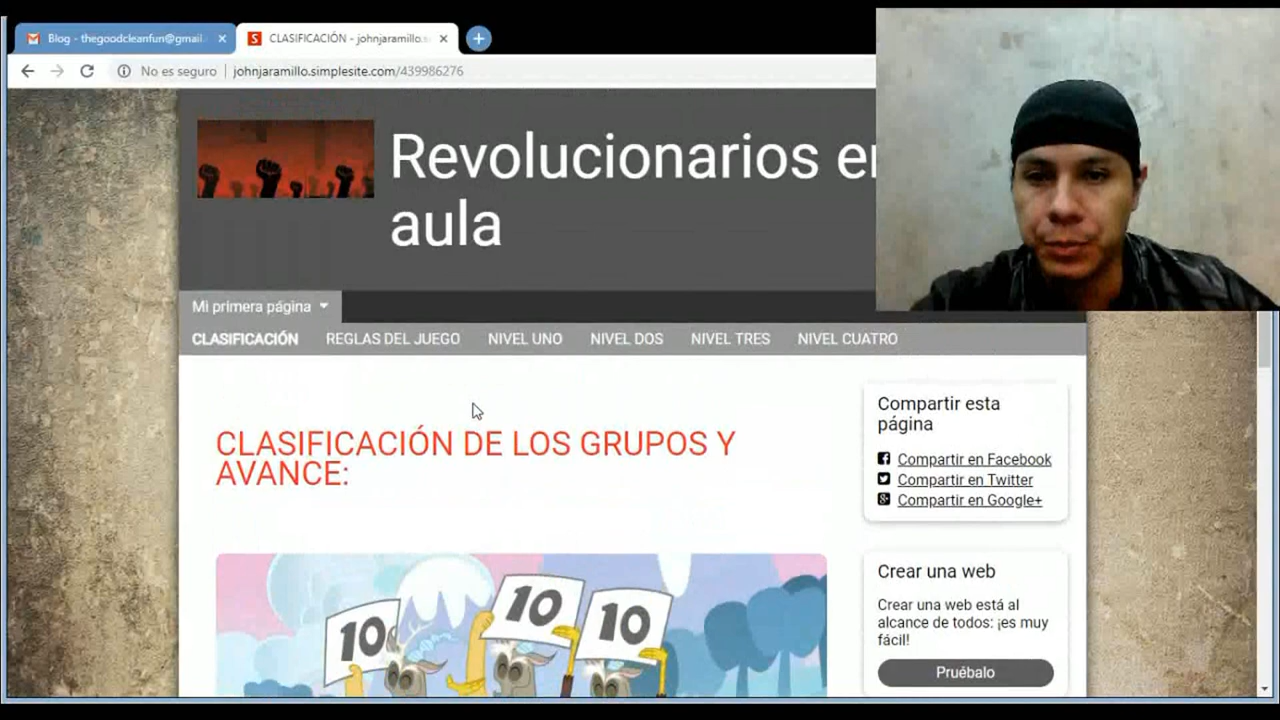 Blog - thegoodcleanfun@gmail.
CLASIFICACIÓN - johnjaramillo.s
No es seguro
johnjaramillo.simplesite.com/439986276
Revolucionarios en
aula
Mi primera página
CLASIFICACIÓN
REGLAS DEL JUEGO
NIVEL UNO
NIVEL DOS
NIVEL TRES
NIVEL CUATRO
CLASIFICACIÓN DE LOS GRUPOS Y
AVANCE:
10
10
10
Compartir esta
página
Compartir en Facebook
Compartir en Twitter
Compartir en Google+
Crear una web
Crear una web está al
alcance de todos: ¡es muy
fácil!
Pruébalo